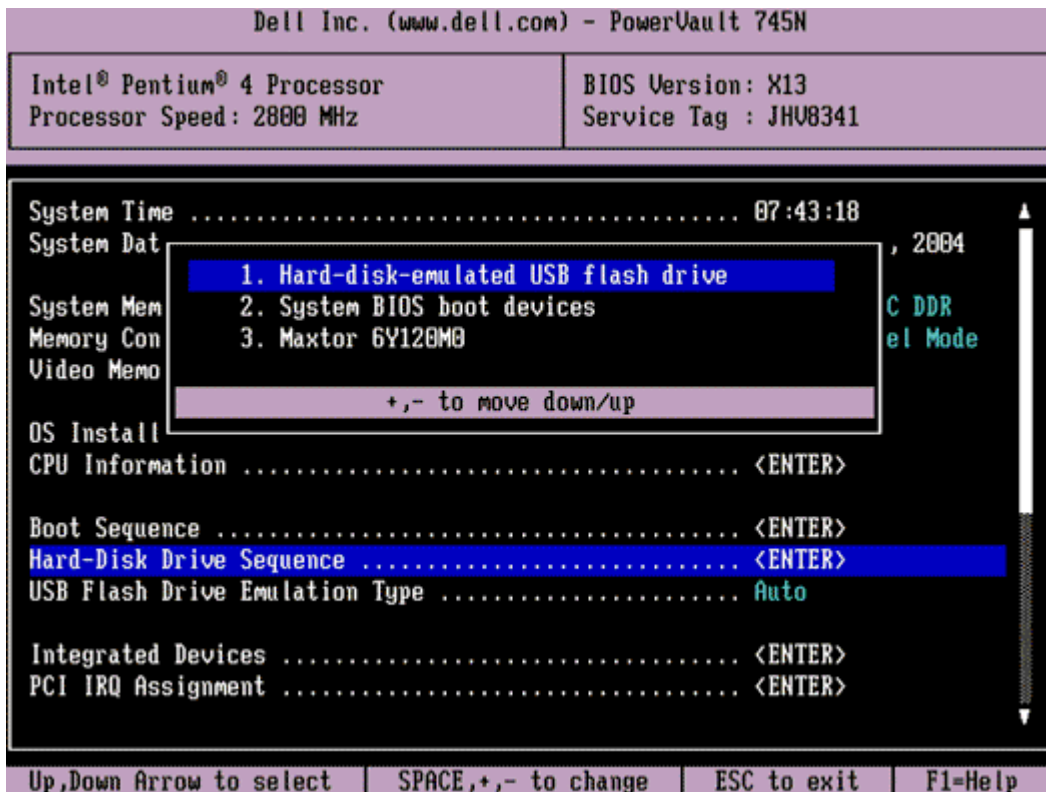 Dell Inc. (www.dell.com) - PowerVault 745N
Intel® Pentium® 4 Processor
Processor Speed: 2800 MHz
BIOS Version: X13
Service Tag : JHV8341
System Time .......................................... 07:43:18
System Dat , 2004
1. Hard-disk-emulated USB flash drive
2. System BIOS boot devices
3. Maxtor 6Y120M0
+,- to move down/up
System Mem C DDR
Memory Con el Mode
Video Memo
OS Install
CPU Information ...................................... <ENTER>
Boot Sequence ........................................ <ENTER>
Hard-Disk Drive Sequence ............................. <ENTER>
USB Flash Drive Emulation Type ....................... Auto
Integrated Devices ................................... <ENTER>
PCI IRQ Assignment ................................... <ENTER>
Up,Down Arrow to select | SPACE,+,- to change | ESC to exit | F1=Help